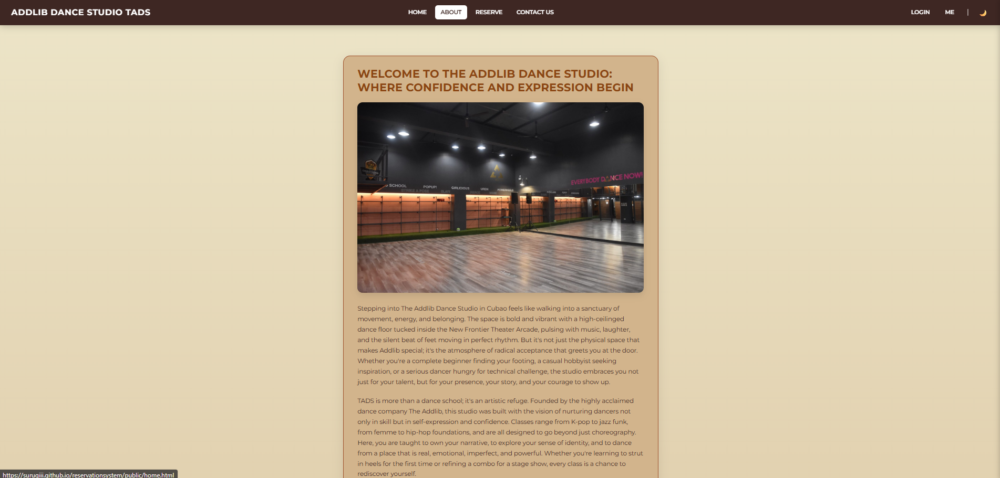 ADDLIB DANCE STUDIO TADS
HOME ABOUT RESERVE CONTACT US
LOGIN ME |
WELCOME TO THE ADDLIB DANCE STUDIO:
WHERE CONFIDENCE AND EXPRESSION BEGIN
EVERYBODY DANCE NOW!
SCHOOL POPUP! GIRLICIOUS UREN POWERHEELS
STRIKE A POSE
Stepping into The Addlib Dance Studio in Cubao feels like walking into a sanctuary of
movement, energy, and belonging. The space is bold and vibrant with a high-ceilinged
dance floor tucked inside the New Frontier Theater Arcade, pulsing with music, laughter,
and the silent beat of feet moving in perfect rhythm. But it's not just the physical space that
makes Addlib special; it's the atmosphere of radical acceptance that greets you at the door.
Whether you're a complete beginner finding your footing, a casual hobbyist seeking
inspiration, or a serious dancer hungry for technical challenge, the studio embraces you not
just for your talent, but for your presence, your story, and your courage to show up.
TADS is more than a dance school; it's an artistic refuge. Founded by the highly acclaimed
dance company The Addlib, this studio was built with the vision of nurturing dancers not
only in skill but in self-expression and confidence. Classes range from K-pop to jazz funk,
from femme to hip-hop foundations, and are all designed to go beyond just choreography.
Here, you are taught to own your narrative, to explore your sense of identity, and to dance
from a place that is real, emotional, imperfect, and powerful. Whether you're learning to strut
in heels for the first time or refining a combo for a stage show, every class is a chance to
rediscover yourself.
https://surugiii.github.io/reservationsystem/public/home.html